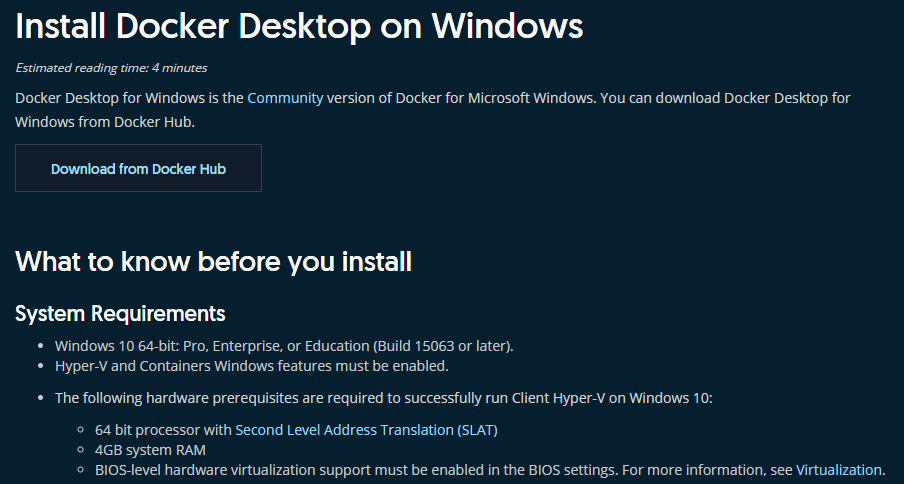 Install Docker Desktop on Windows
Estimated reading time: 4 minutes
Docker Desktop for Windows is the Community version of Docker for Microsoft Windows. You can download Docker Desktop for
Windows from Docker Hub.
Download from Docker Hub
What to know before you install
System Requirements
• Windows 10 64-bit: Pro, Enterprise, or Education (Build 15063 or later).
• Hyper-V and Containers Windows features must be enabled.
• The following hardware prerequisites are required to successfully run Client Hyper-V on Windows 10:
◦ 64 bit processor with Second Level Address Translation (SLAT)
◦ 4GB system RAM
◦ BIOS-level hardware virtualization support must be enabled in the BIOS settings. For more information, see Virtualization.